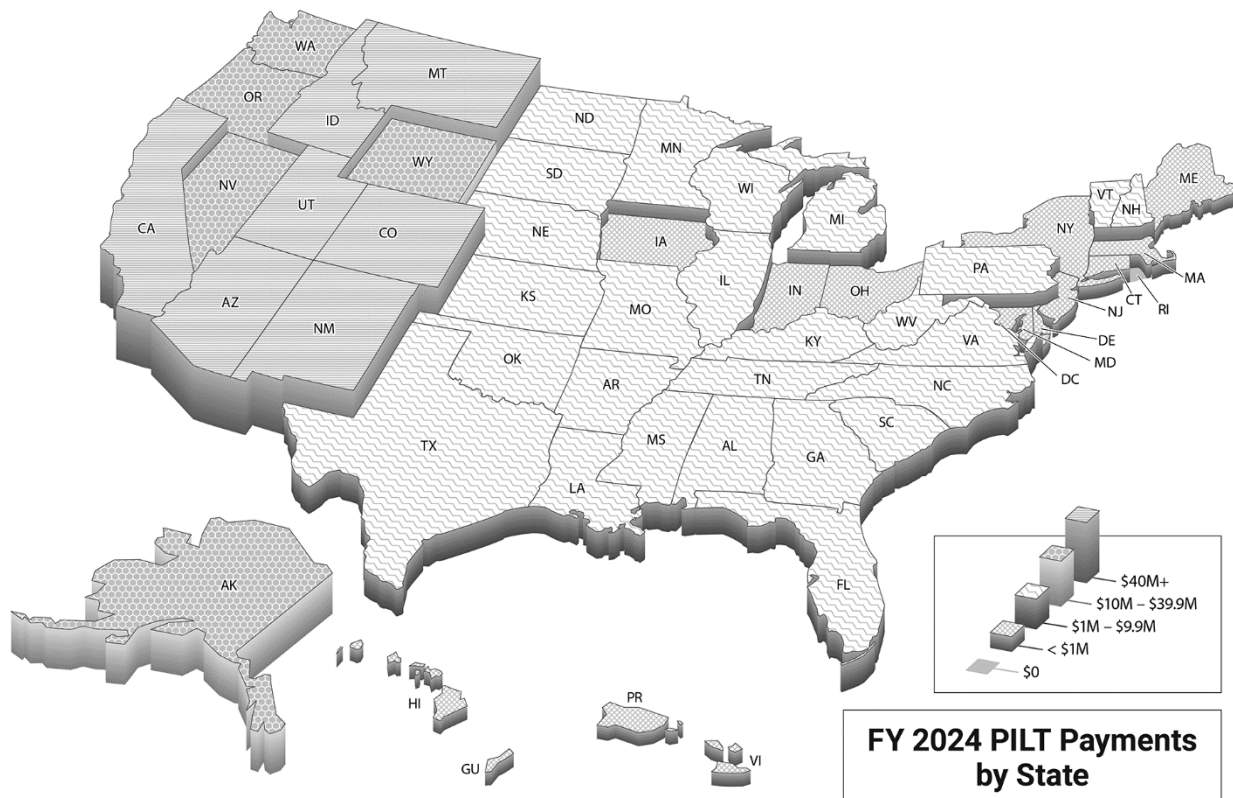 WA
MT
OR
ID
ND
MN
WY
SD
WI
MI
VT
NH
ME
NV
UT
NE
IA
NY
CA
CO
IL
IN
OH
PA
MA
AZ
KS
MO
WV
NJ
CT
RI
NM
KY
VA
DE
MD
OK
TN
DC
AR
NC
SC
TX
MS
AL
GA
LA
FL
AK
HI
GU
PR
VI
$40M+
$10M – $39.9M
$1M – $9.9M
< $1M
$0
FY 2024 PILT Payments
by State